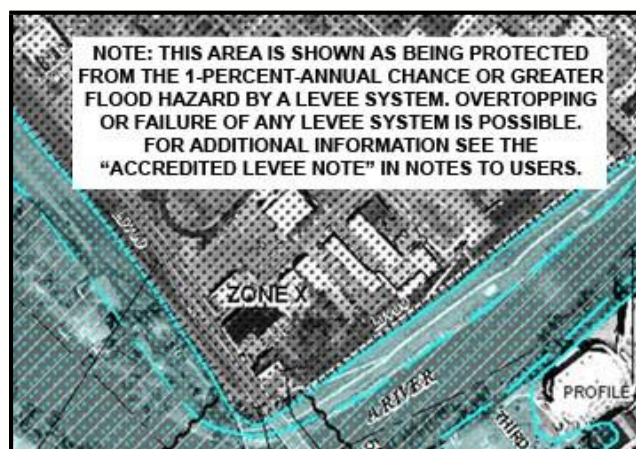 NOTE: THIS AREA IS SHOWN AS BEING PROTECTED
FROM THE 1-PERCENT-ANNUAL CHANCE OR GREATER
FLOOD HAZARD BY A LEVEE SYSTEM. OVERTOPPING
OR FAILURE OF ANY LEVEE SYSTEM IS POSSIBLE.
FOR ADDITIONAL INFORMATION SEE THE
“ACCREDITED LEVEE NOTE” IN NOTES TO USERS.
ZONE X
A RIVER
PROFILE
THIRD